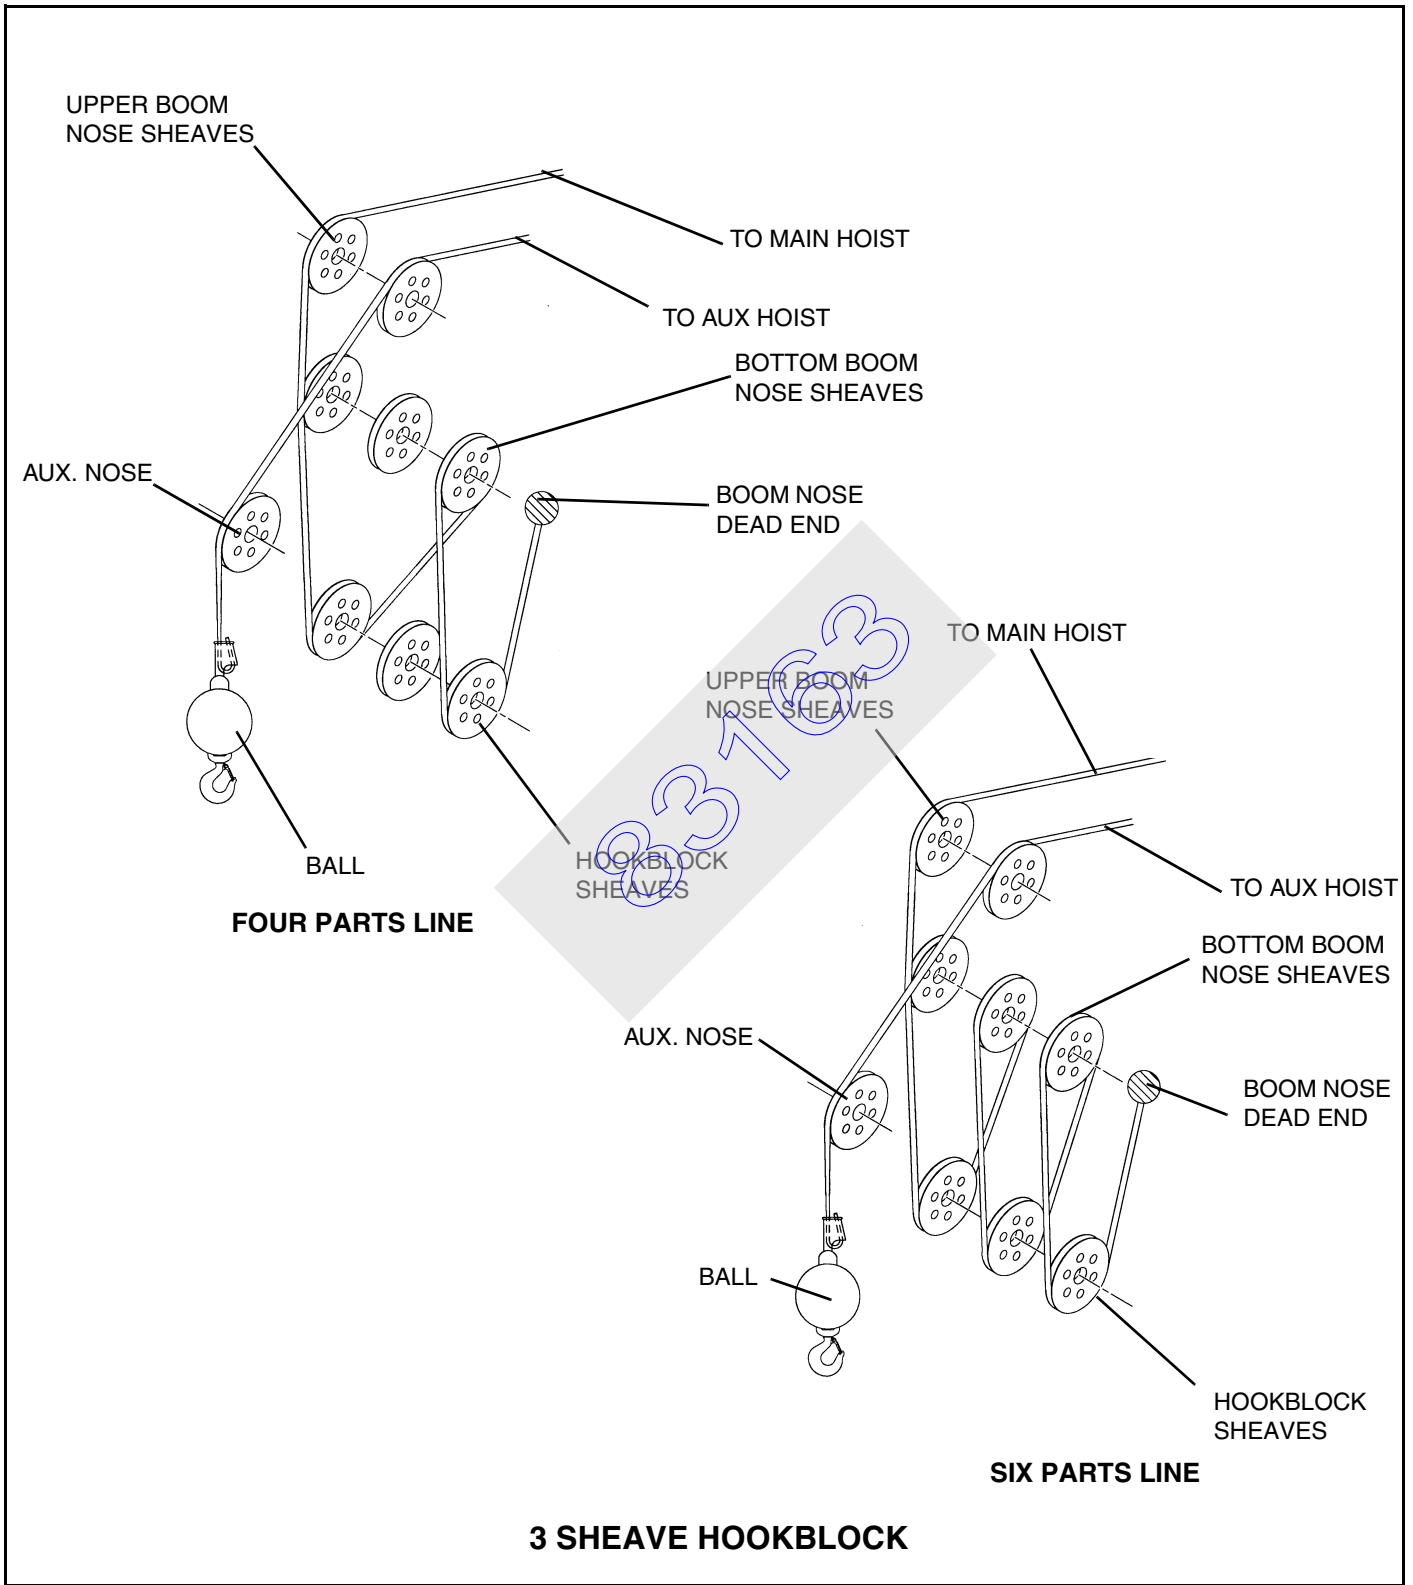 UPPER BOOM
NOSE SHEAVES
TO MAIN HOIST
TO AUX HOIST
BOTTOM BOOM
NOSE SHEAVES
AUX. NOSE
BOOM NOSE
DEAD END
BALL
HOOKBLOCK
SHEAVES
FOUR PARTS LINE
83163
TO MAIN HOIST
UPPER BOOM
NOSE SHEAVES
TO AUX HOIST
BOTTOM BOOM
NOSE SHEAVES
AUX. NOSE
BOOM NOSE
DEAD END
BALL
HOOKBLOCK
SHEAVES
SIX PARTS LINE
3 SHEAVE HOOKBLOCK